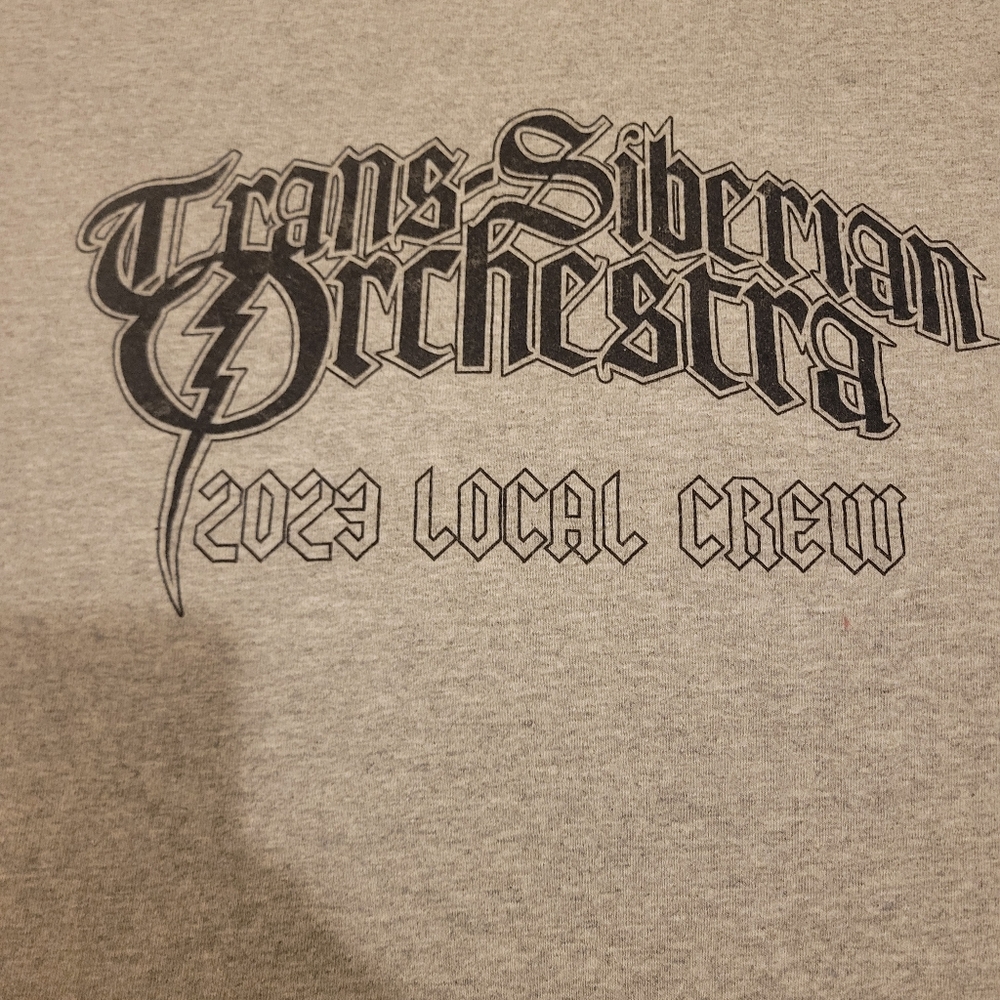 Trans-Siberian
Orchestra
2023 LOCAL CREW